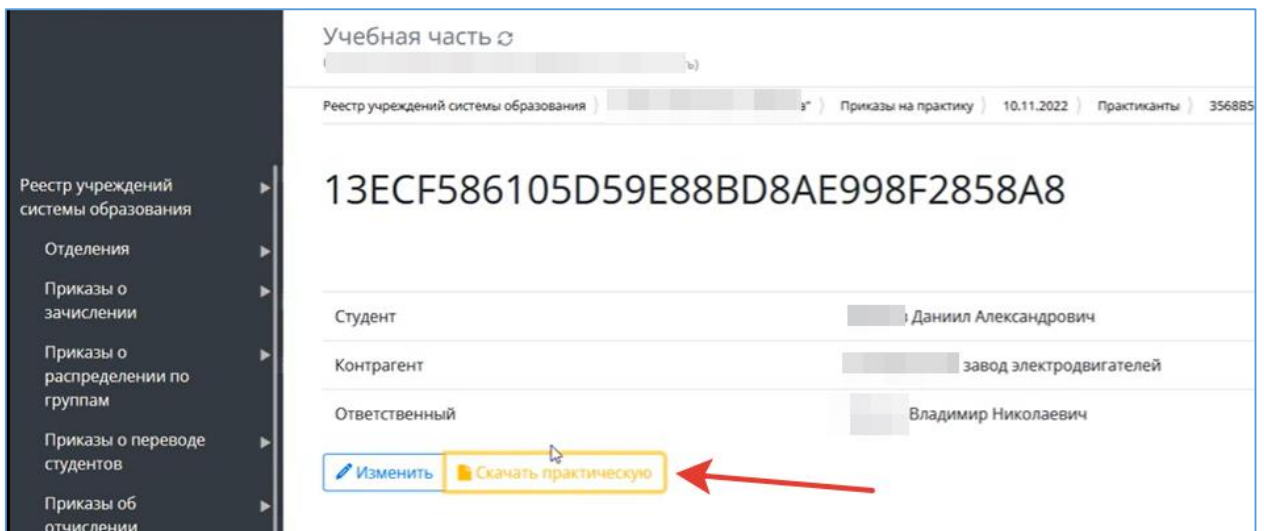 Учебная часть
Реестр учреждений системы образования
Приказы на практику
10.11.2022
Практиканты
3568B5
13ECF586105D59E88BD8AE998F2858A8
Реестр учреждений
системы образования
Отделения
Приказы о
зачислении
Приказы о
распределении по
группам
Приказы о переводе
студентов
Приказы об
отчислении
Студент
Даниил Александрович
Контрагент
завод электродвигателей
Ответственный
Владимир Николаевич
Изменить
Скачать практическую